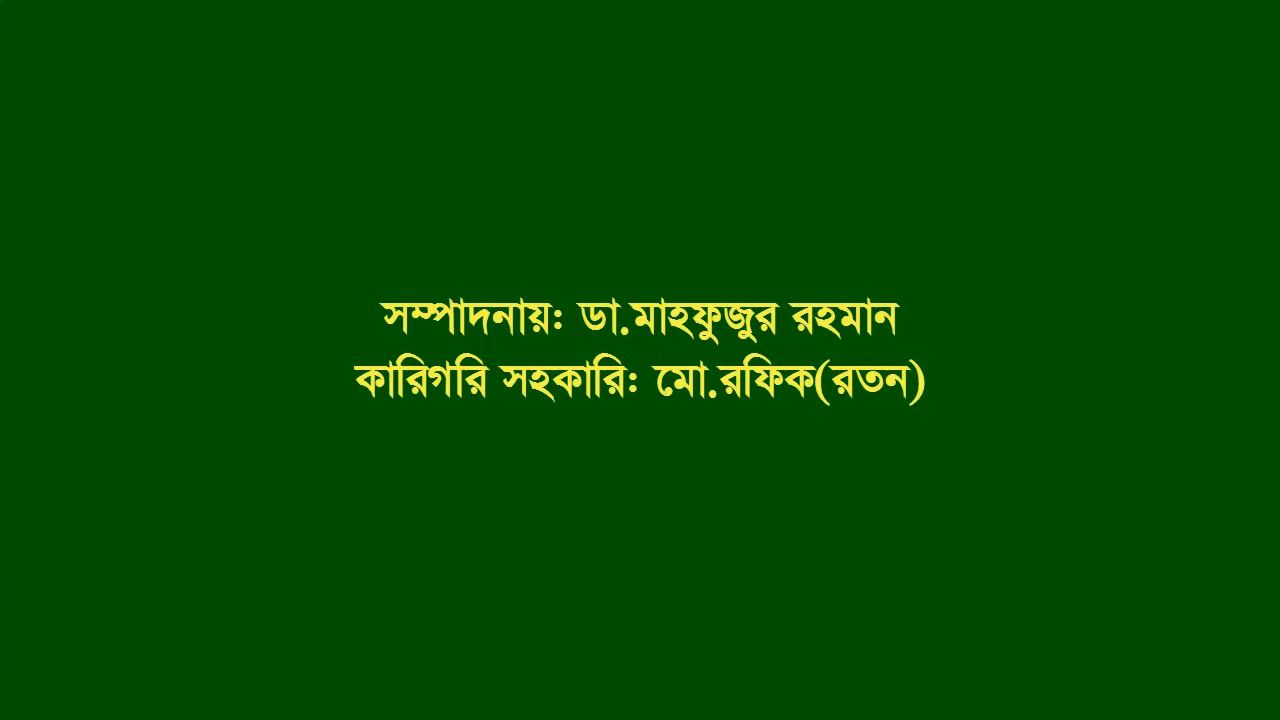 সম্পাদনায়: ডা.মাহফুজুর রহমান
কারিগরি সহকারি: মো.রফিক(রতন)